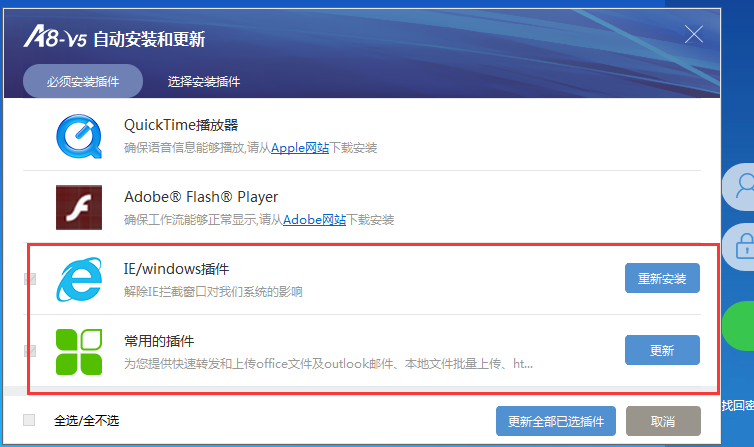 A8-V5 自动安装和更新
必须安装插件 选择安装插件
QuickTime播放器
确保语音信息能够播放,请从Apple网站下载安装
Adobe® Flash® Player
确保工作流能够正常显示,请从Adobe网站下载安装
IE/windows插件
解除IE拦截窗口对我们系统的影响
重新安装
常用的插件
为您提供快速转发和上传office文件及outlook邮件、本地文件批量上传、ht...
更新
全选/全不选
更新全部已选插件
取消
找回密